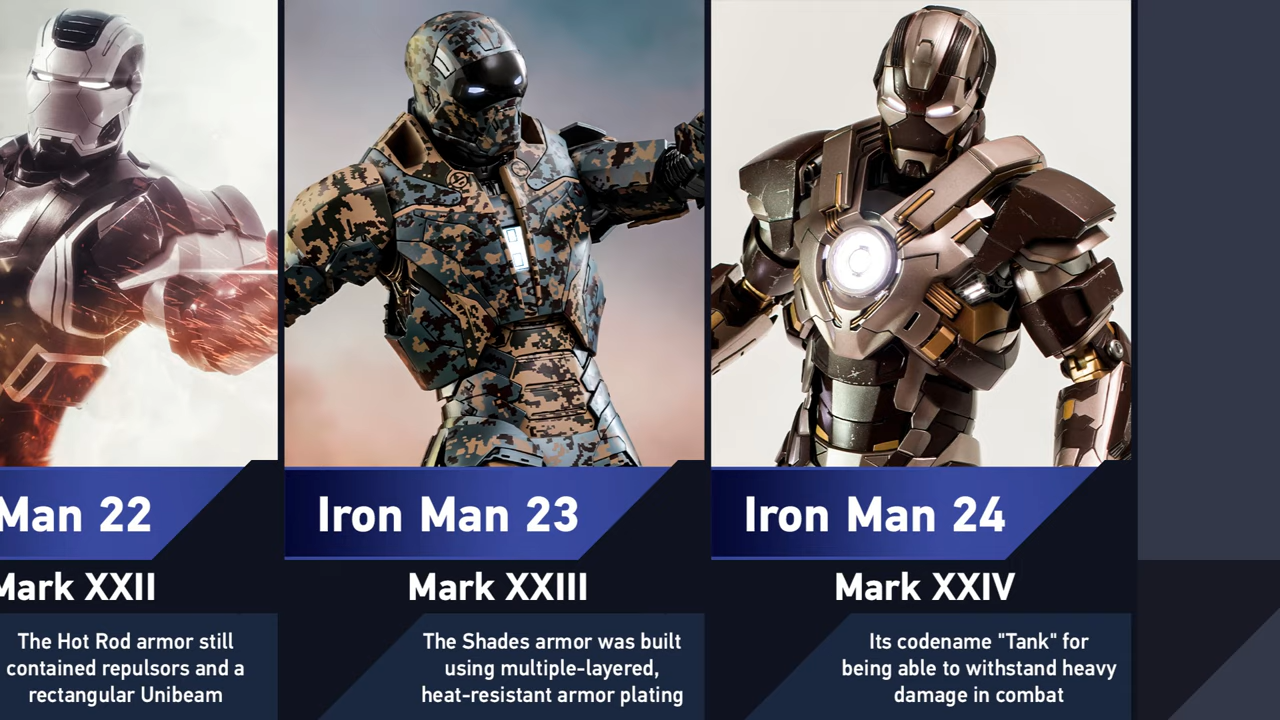 Man 22
Mark XXII
The Hot Rod armor still
contained repulsors and a
rectangular Unibeam
Iron Man 23
Mark XXIII
The Shades armor was built
using multiple-layered,
heat-resistant armor plating
Iron Man 24
Mark XXIV
Its codename "Tank" for
being able to withstand heavy
damage in combat